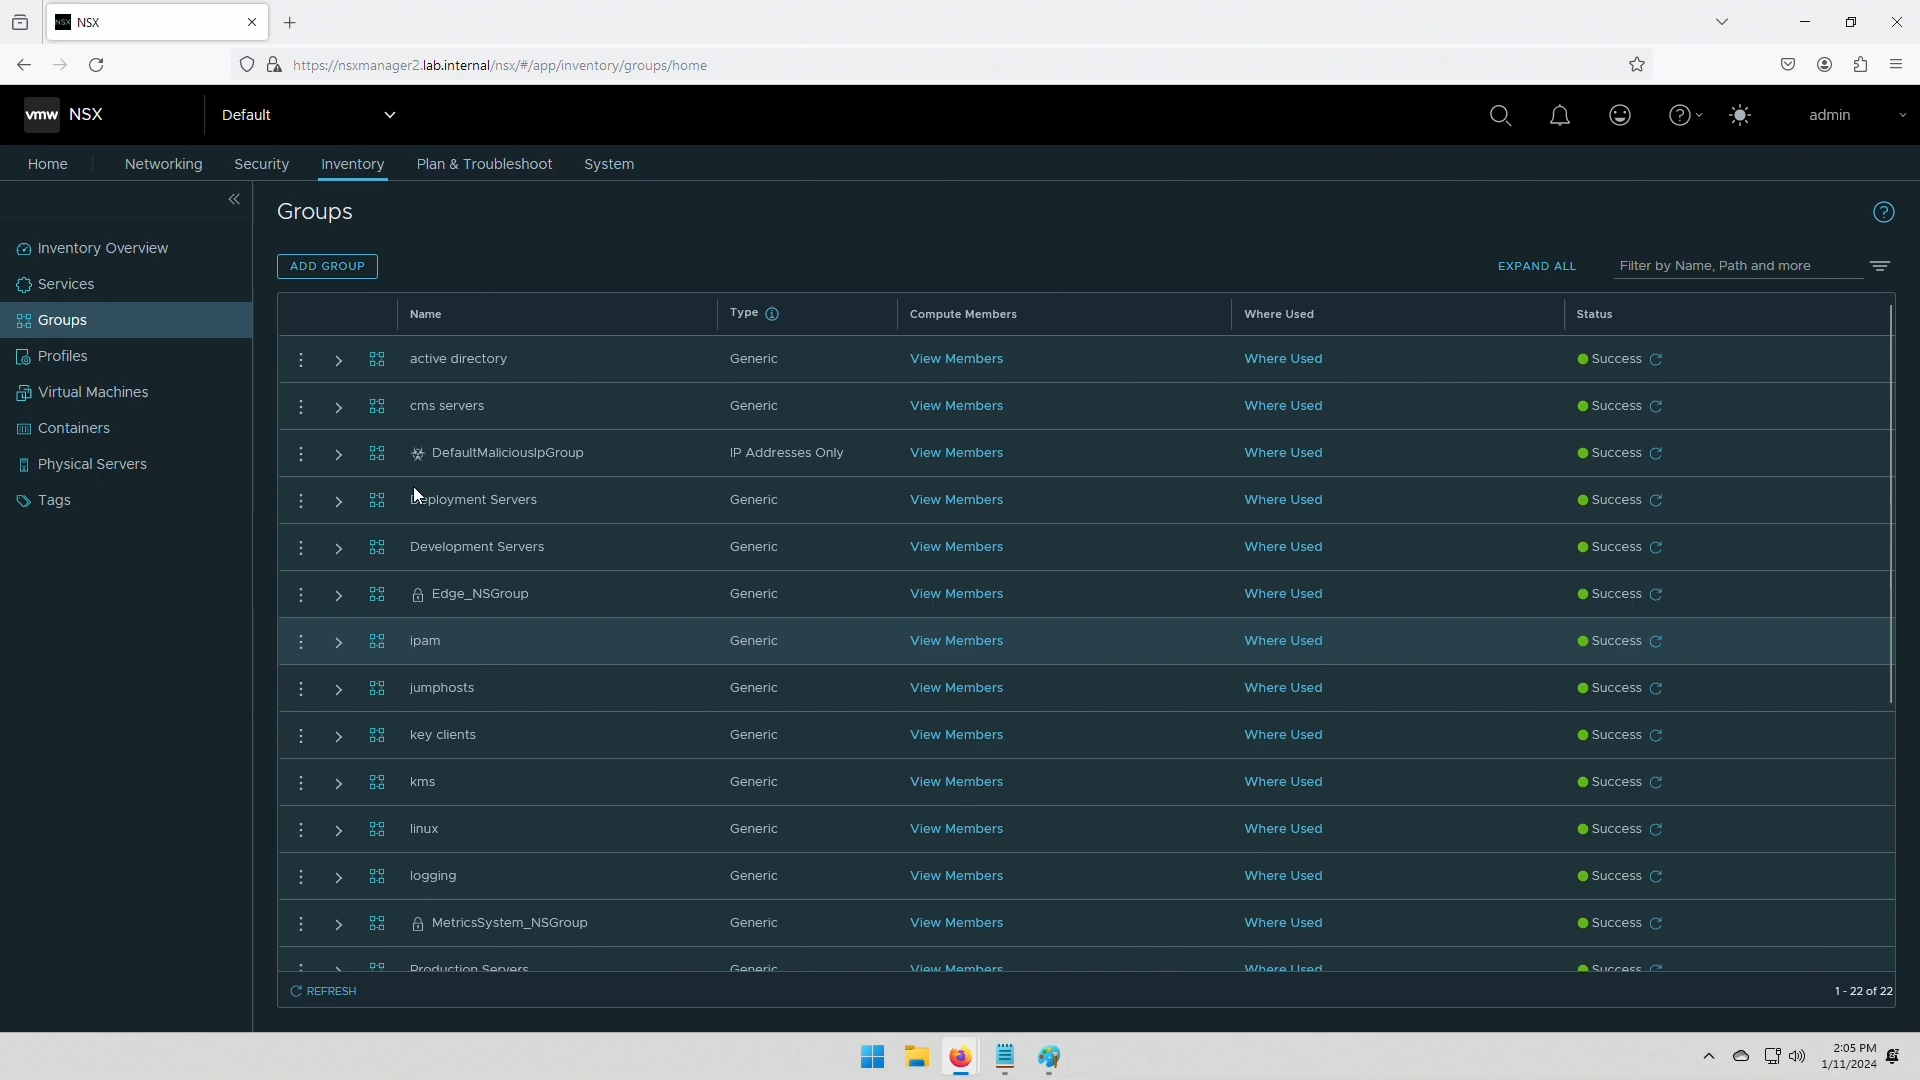 NSX
https://nsxmanager2.lab.internal/nsx/#/app/inventory/groups/home
vmw NSX Default admin
Home Networking Security Inventory Plan & Troubleshoot System
Groups
Inventory Overview
Services
Groups
Profiles
Virtual Machines
Containers
Physical Servers
Tags
ADD GROUP EXPAND ALL Filter by Name, Path and more
Name Type Compute Members Where Used Status
active directory Generic View Members Where Used Success
cms servers Generic View Members Where Used Success
DefaultMaliciousIpGroup IP Addresses Only View Members Where Used Success
Deployment Servers Generic View Members Where Used Success
Development Servers Generic View Members Where Used Success
Edge_NSGroup Generic View Members Where Used Success
ipam Generic View Members Where Used Success
jumphosts Generic View Members Where Used Success
key clients Generic View Members Where Used Success
kms Generic View Members Where Used Success
linux Generic View Members Where Used Success
logging Generic View Members Where Used Success
MetricsSystem_NSGroup Generic View Members Where Used Success
Production Servers Generic View Members Where Used Success
REFRESH 1 - 22 of 22
2:05 PM
1/11/2024